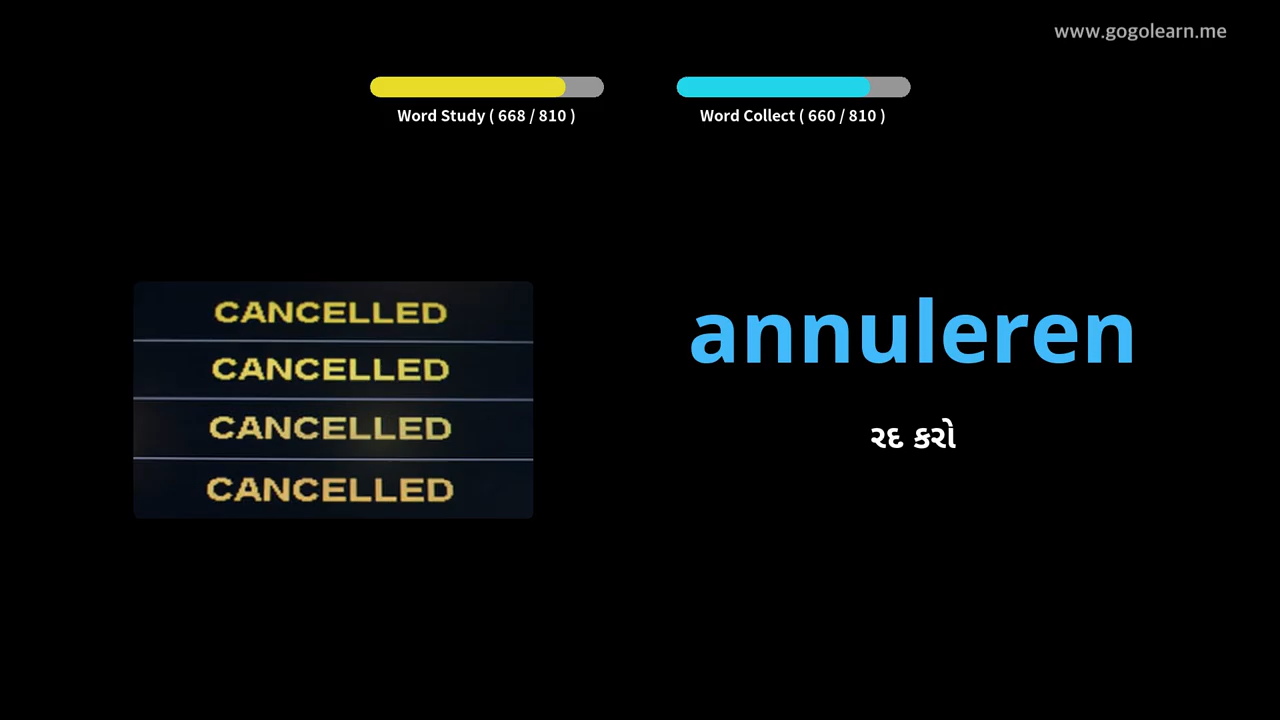 www.gogolearn.me
Word Study ( 668 / 810 )
Word Collect ( 660 / 810 )
CANCELLED
CANCELLED
CANCELLED
CANCELLED
annuleren
રદ કરો